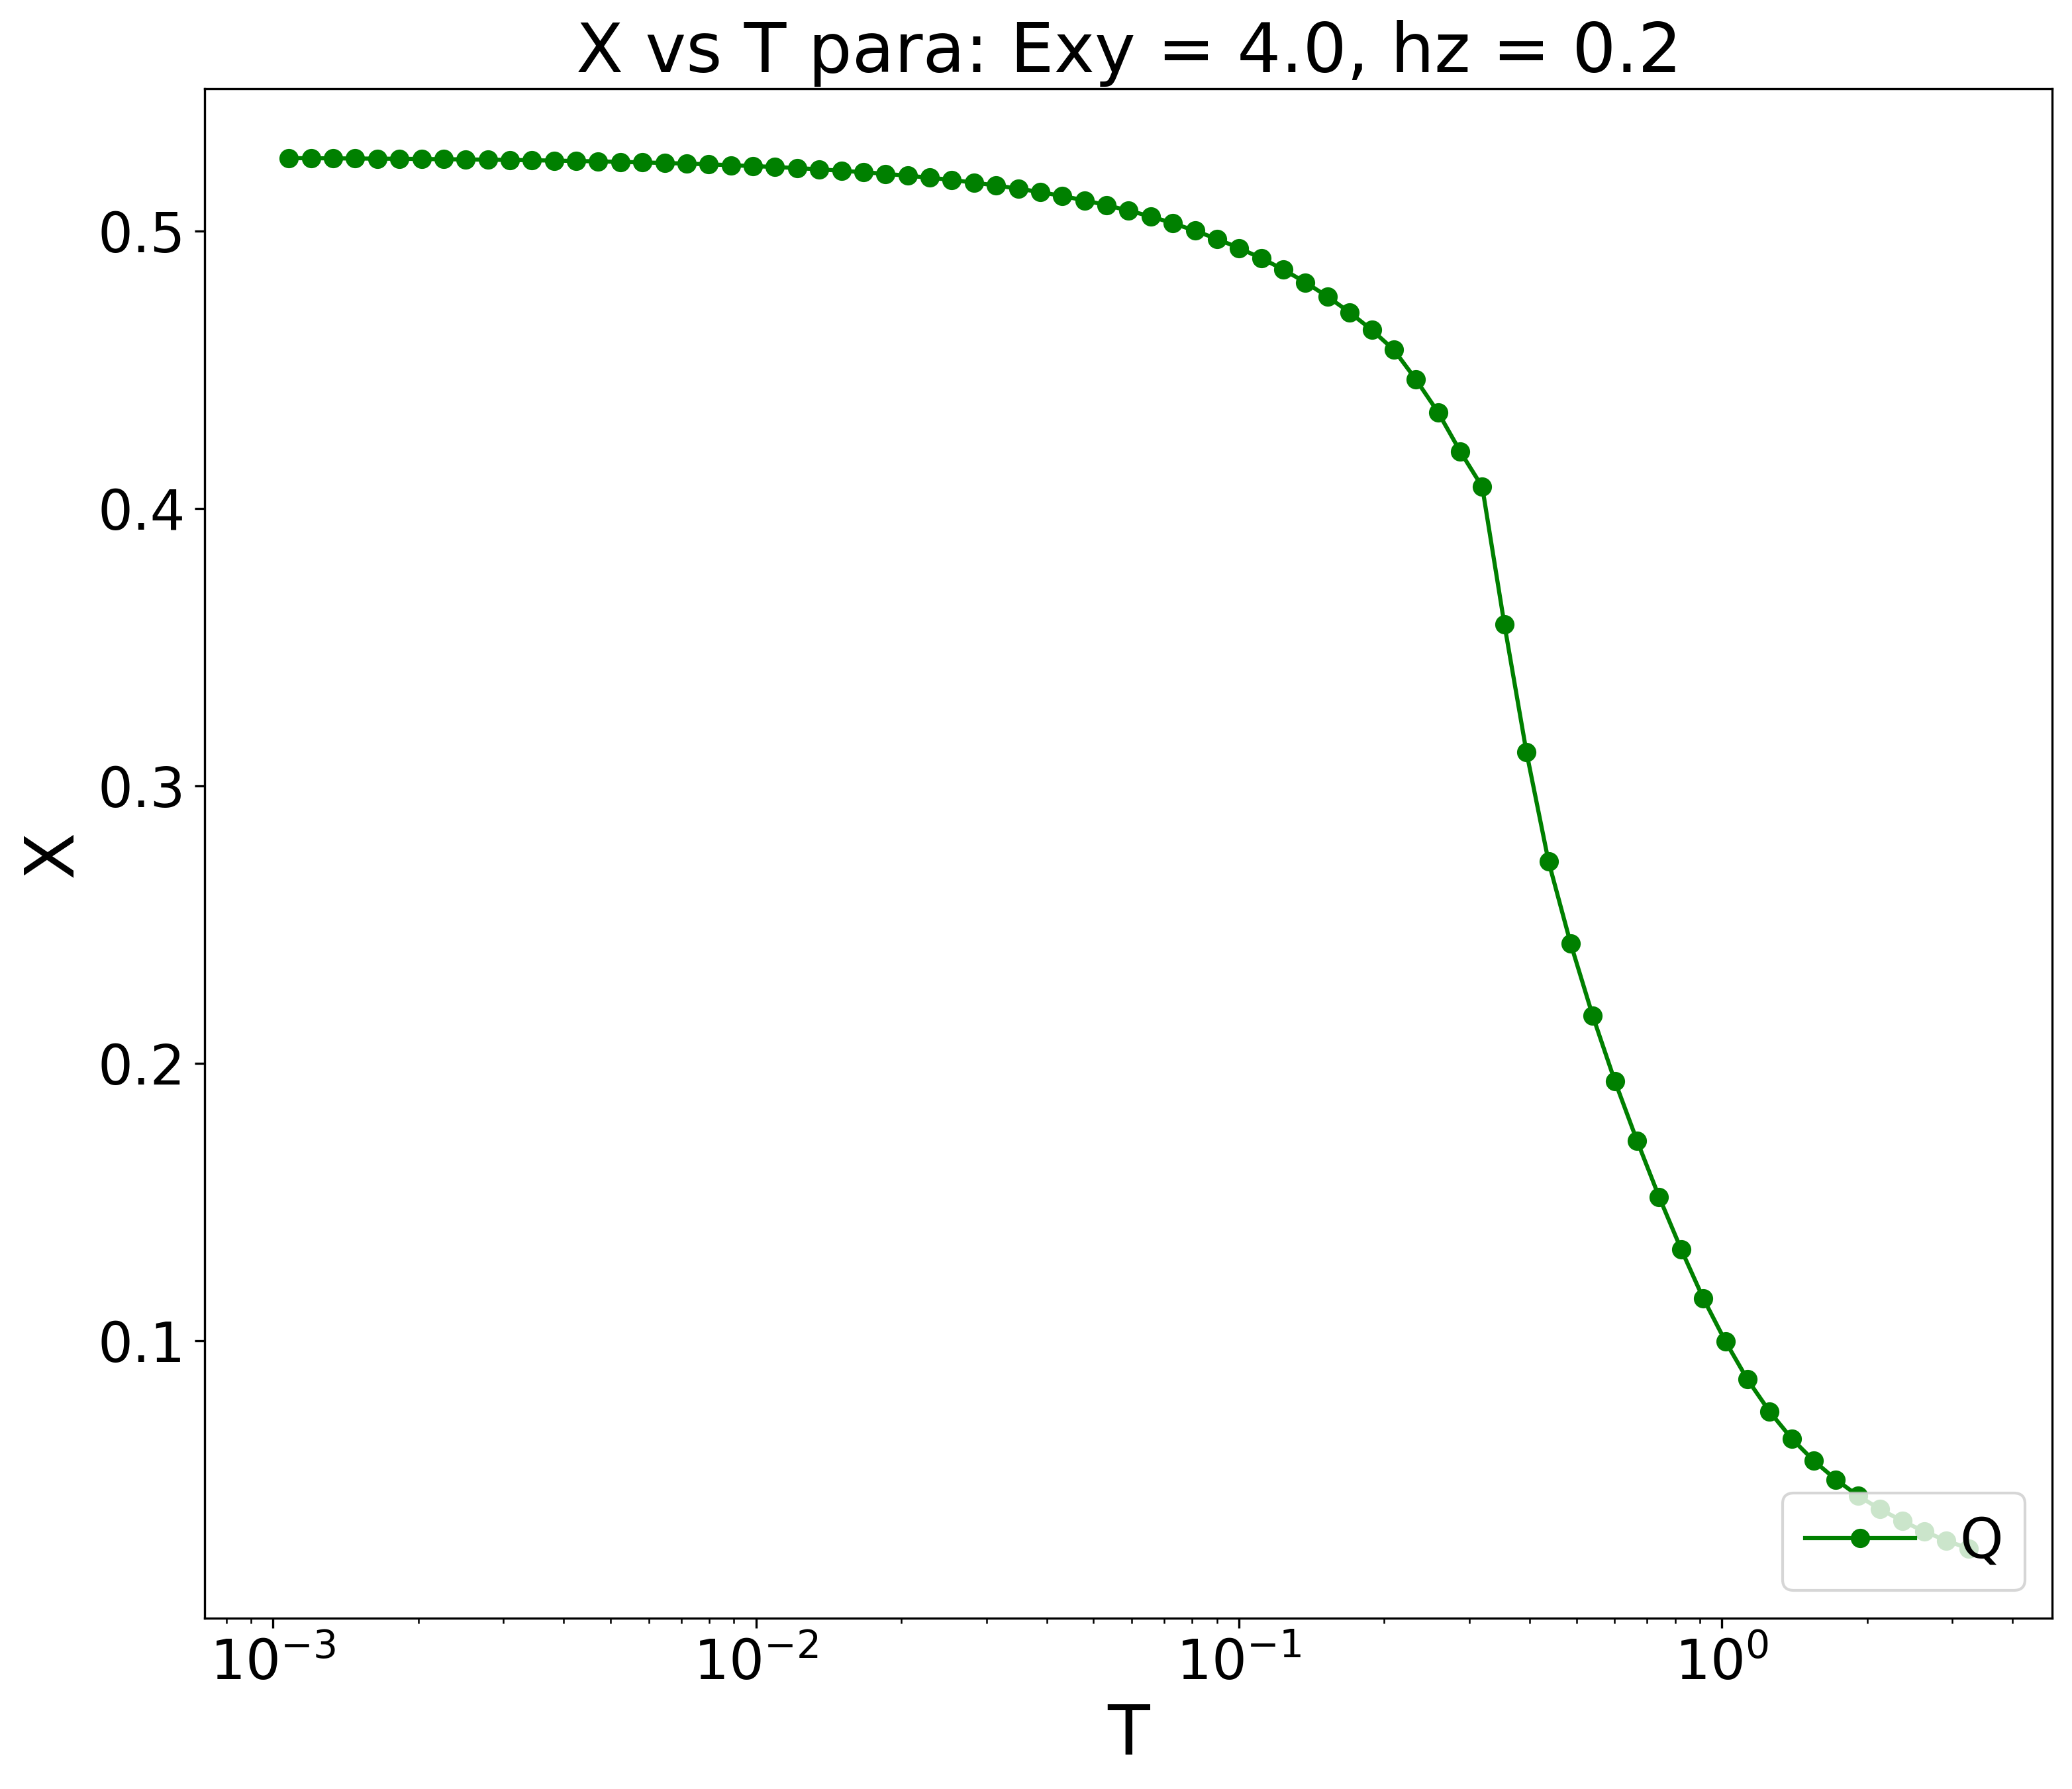 X vs T para: Exy = 4.0, hz = 0.2
X
0.5
0.4
0.3
0.2
0.1
10⁻³ 10⁻² 10⁻¹ 10⁰
T
Q